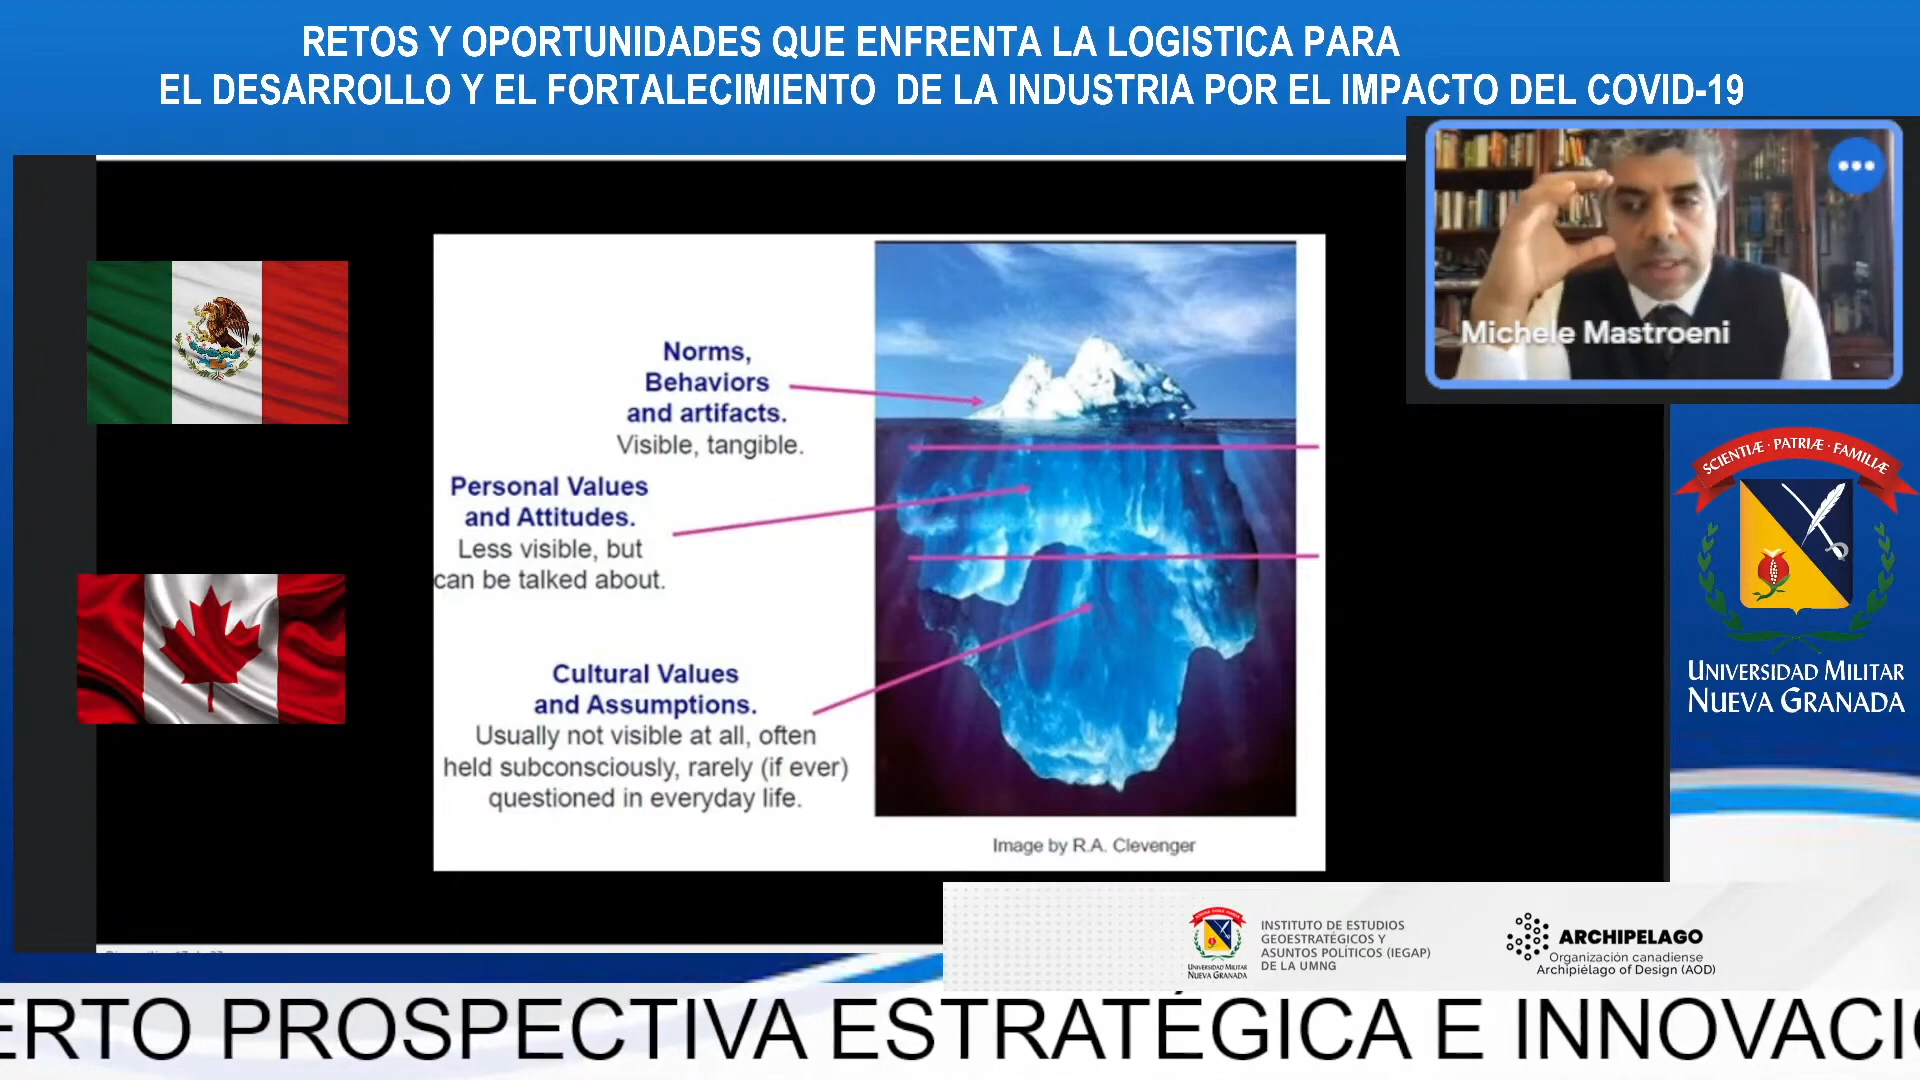 RETOS Y OPORTUNIDADES QUE ENFRENTA LA LOGISTICA PARA
EL DESARROLLO Y EL FORTALECIMIENTO DE LA INDUSTRIA POR EL IMPACTO DEL COVID-19
Michele Mastroeni
Norms,
Behaviors
and artifacts.
Visible, tangible.
Personal Values
and Attitudes.
Less visible, but
can be talked about.
Cultural Values
and Assumptions.
Usually not visible at all, often
held subconsciously, rarely (if ever)
questioned in everyday life.
Image by R.A. Clevenger
SCIENTIÆ · PATRIÆ · FAMILIÆ
UNIVERSIDAD MILITAR
NUEVA GRANADA
UNIVERSIDAD MILITAR
NUEVA GRANADA
INSTITUTO DE ESTUDIOS
GEOESTRATÉGICOS Y
ASUNTOS POLÍTICOS (IEGAP)
DE LA UMNG
ARCHIPELAGO
Organización canadiense
Archipiélago of Design (AOD)
ERTO PROSPECTIVA ESTRATÉGICA E INNOVACI